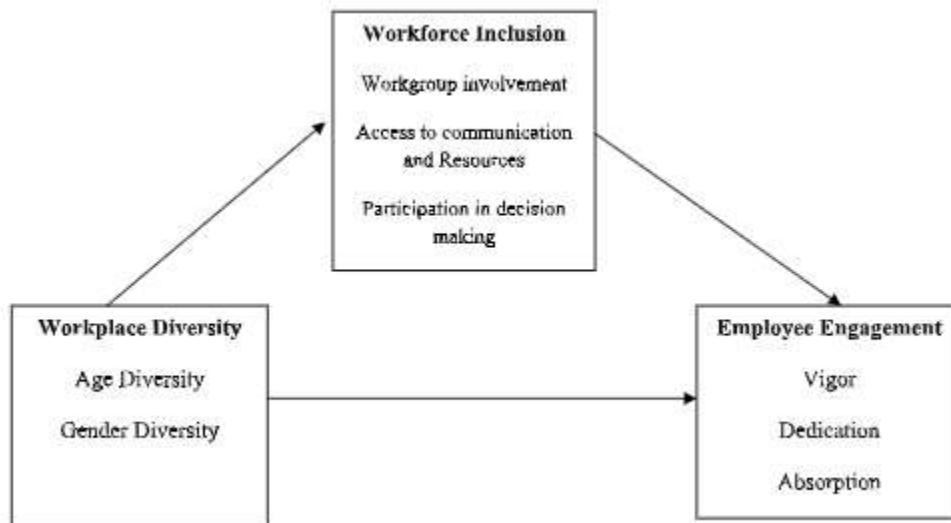 Workforce Inclusion
Workgroup involvement
Access to communication
and Resources
Participation in decision
making
Workplace Diversity
Age Diversity
Gender Diversity
Employee Engagement
Vigor
Dedication
Absorption